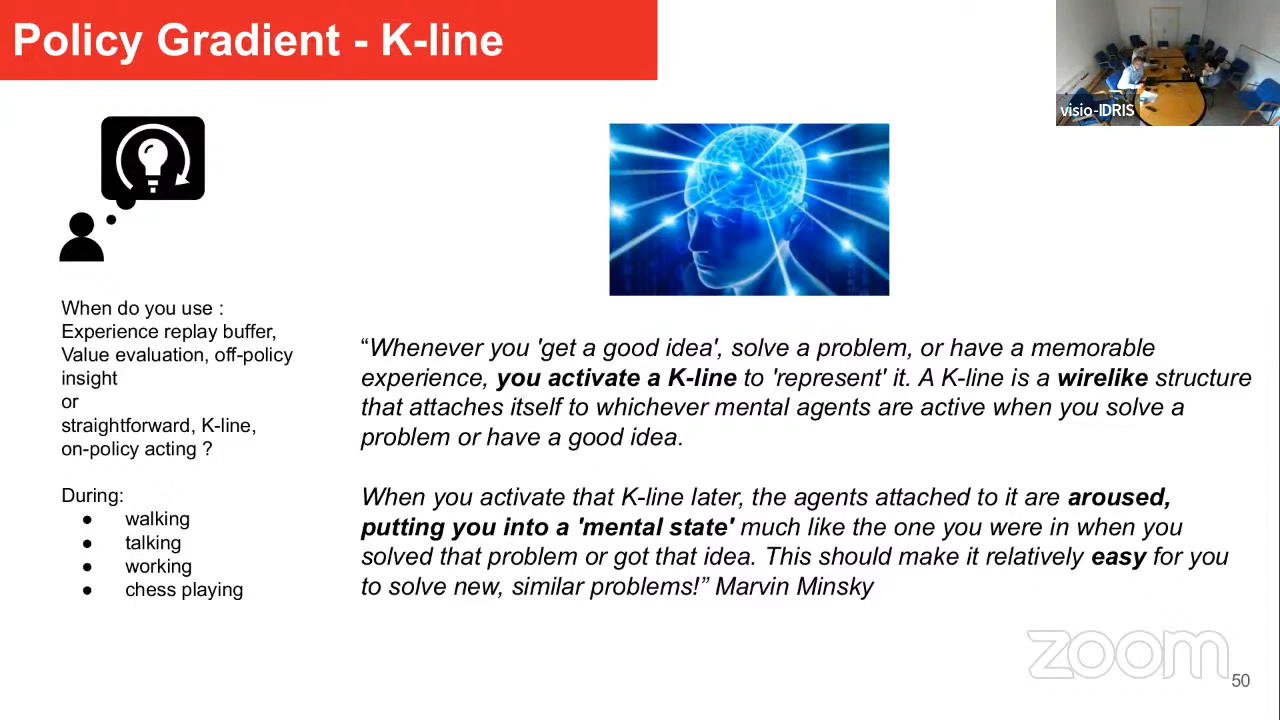 Policy Gradient - K-line
visio-IDRIS
When do you use :
Experience replay buffer,
Value evaluation, off-policy
insight
or
straightforward, K-line,
on-policy acting ?
During:
● walking
● talking
● working
● chess playing
“Whenever you 'get a good idea', solve a problem, or have a memorable
experience, you activate a K-line to 'represent' it. A K-line is a wirelike structure
that attaches itself to whichever mental agents are active when you solve a
problem or have a good idea.
When you activate that K-line later, the agents attached to it are aroused,
putting you into a 'mental state' much like the one you were in when you
solved that problem or got that idea. This should make it relatively easy for you
to solve new, similar problems!” Marvin Minsky
zoom
50